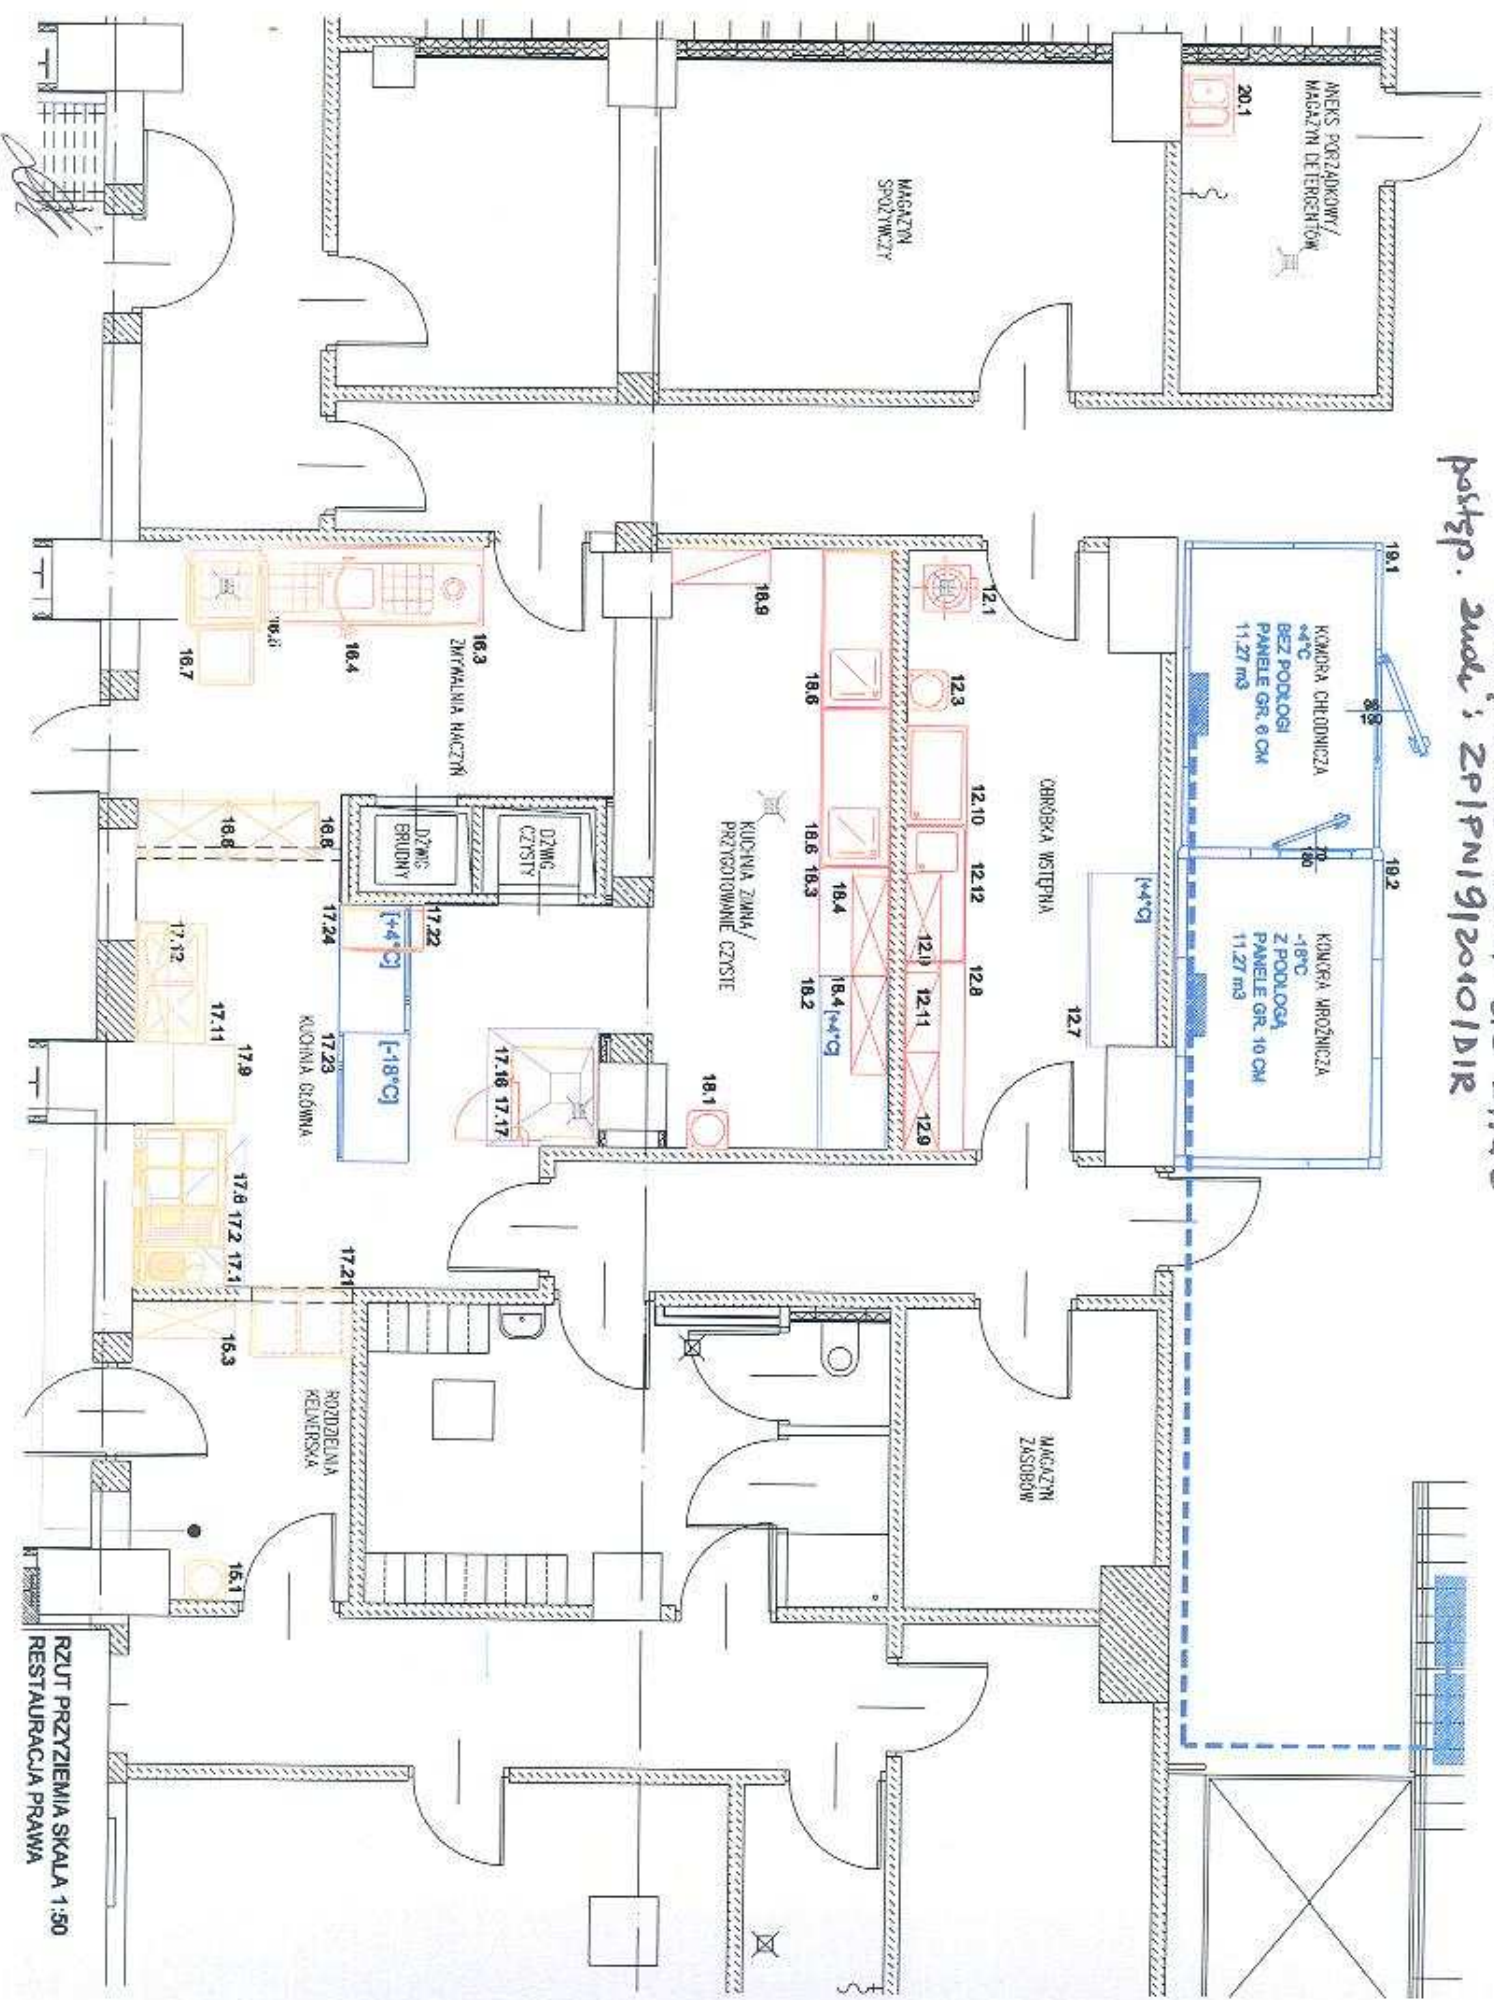 postęp. znak: ZP/PN/9/2010/DIR
19.1
KOMORA CHŁODNICZA
+4°C
BEZ PODŁOGI
PANELE GR. 6 CM
11.27 m3
70
180
19.2
KOMORA MROŹNICZA
-18°C
Z PODŁOGĄ
PANELE GR. 10 CM
11.27 m3
ANEKS PORZĄDKOWY/
MAGAZYN DETERGENTÓW
20.1
MAGAZYN
SPOŻYWCZY
OBRÓBKA WSTĘPNA
[+4°C]
12.7
12.1
12.3
12.10
12.12
12.8
12.9
12.11
12.9
18.9
18.6
18.6
18.3
18.4
18.4
[+4°C]
18.2
KUCHNIA ZIMNA/
PRZYGOTOWANIE CZYSTE
18.1
MAGAZYN
ZASOBÓW
16.3
ZMYWALNIA NACZYŃ
16.4
16.7
16.8
16.8
DŹWIG
CZYSTY
DŹWIG
BRUDNY
17.22
17.24
[+4°C]
17.23
[-18°C]
17.16
17.17
KUCHNIA GŁÓWNA
17.12
17.11
17.9
17.8
17.2
17.1
17.21
15.3
ROZDZIELNIA
KELNERSKA
15.1
RZUT PRZYZIEMIA SKALA 1:50
RESTAURACJA PRAWA